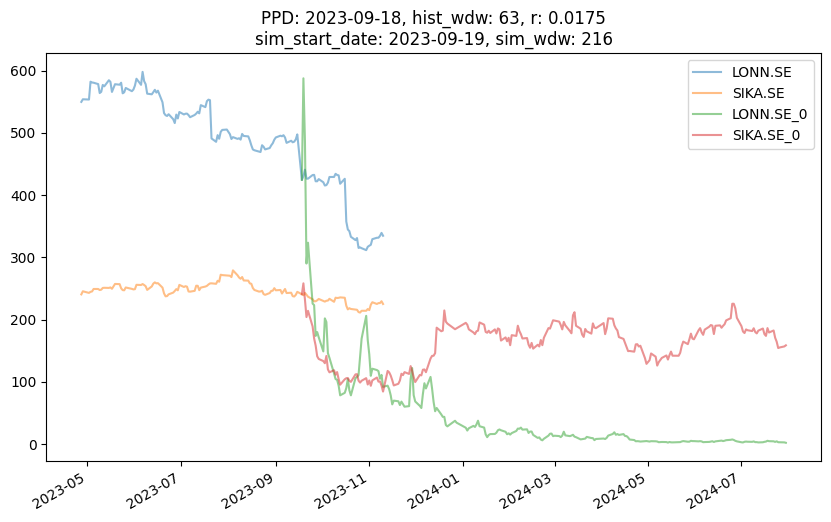 PPD: 2023-09-18, hist_wdw: 63, r: 0.0175
sim_start_date: 2023-09-19, sim_wdw: 216
LONN.SE
SIKA.SE
LONN.SE_0
SIKA.SE_0
600
500
400
300
200
100
0
2023-05
2023-07
2023-09
2023-11
2024-01
2024-03
2024-05
2024-07